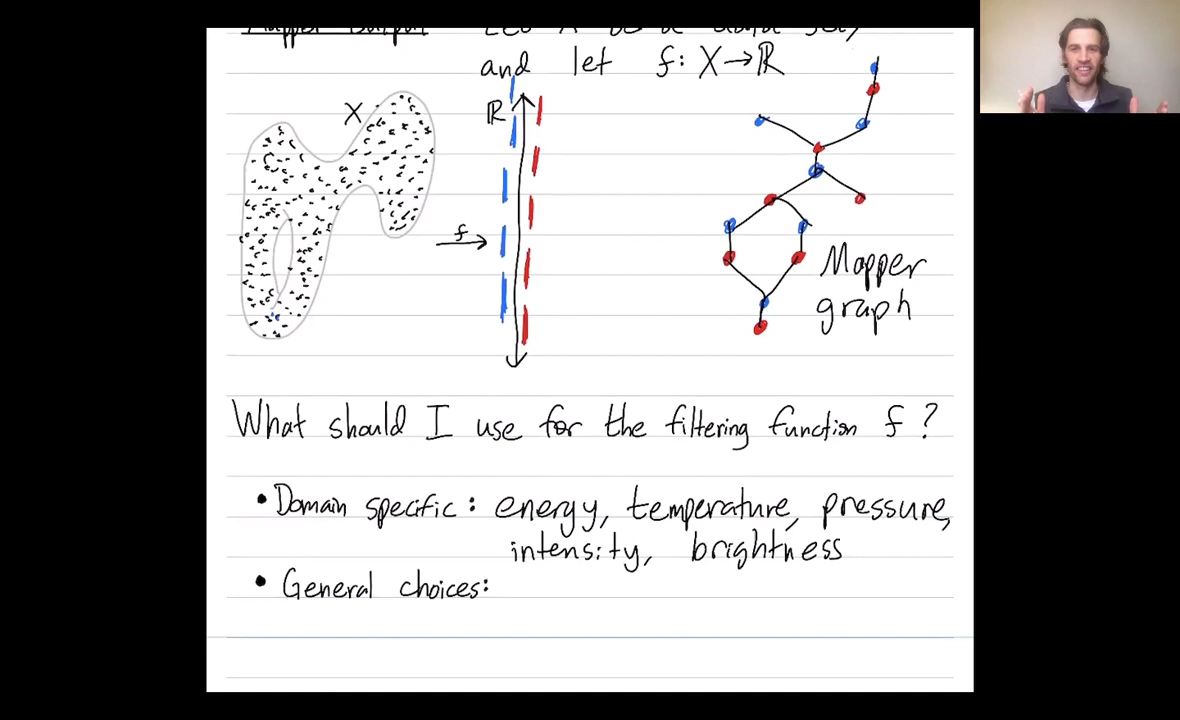 and let f: X→ℝ
X
ℝ
f
Mapper
graph
What should I use for the filtering function f?
• Domain specific: energy, temperature, pressure,
intensity, brightness
• General choices: